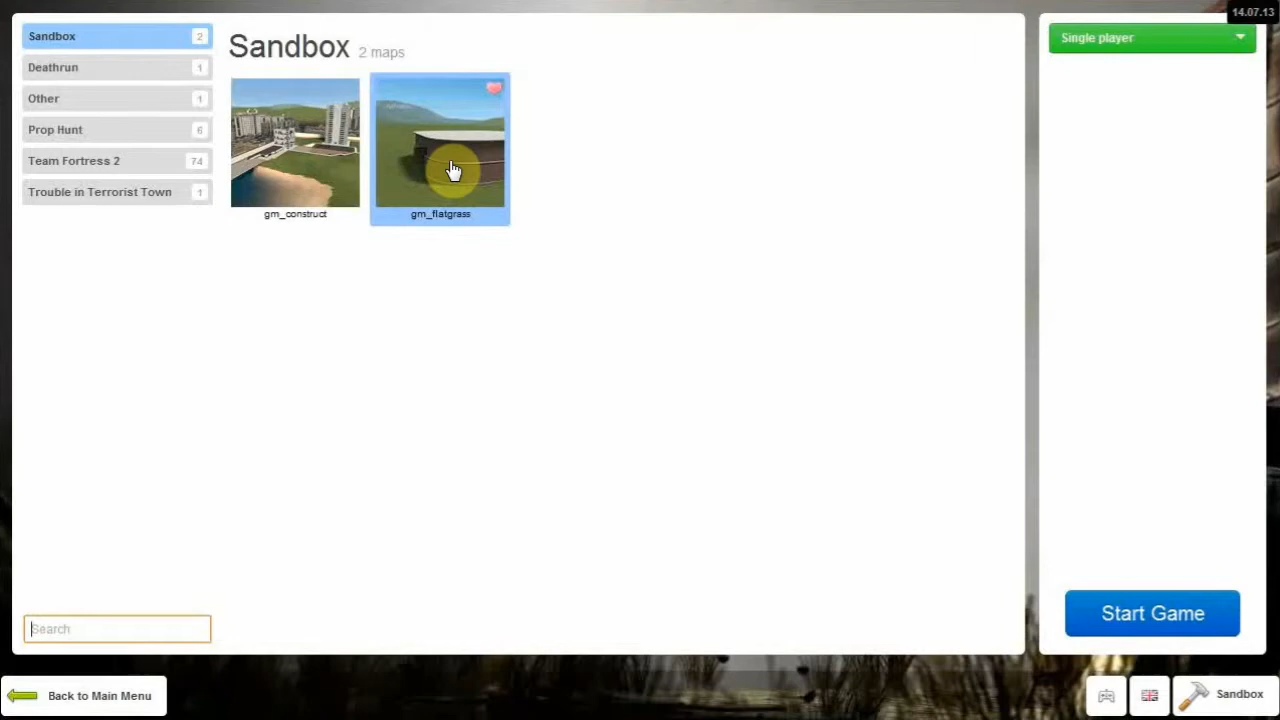 14.07.13
Sandbox 2
Deathrun 1
Other 1
Prop Hunt 6
Team Fortress 2 74
Trouble in Terrorist Town 1
Sandbox 2 maps
gm_construct
gm_flatgrass
Single player
Search
Start Game
Back to Main Menu
Sandbox